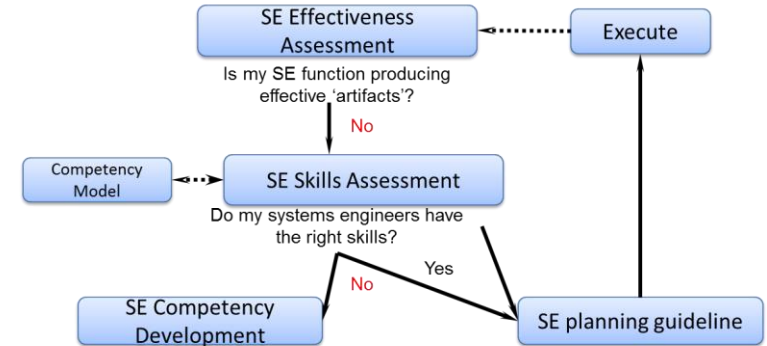 SE Effectiveness
Assessment
Execute
Is my SE function producing
effective ‘artifacts’?
No
Competency
Model
SE Skills Assessment
Do my systems engineers have
the right skills?
Yes
No
SE Competency
Development
SE planning guideline